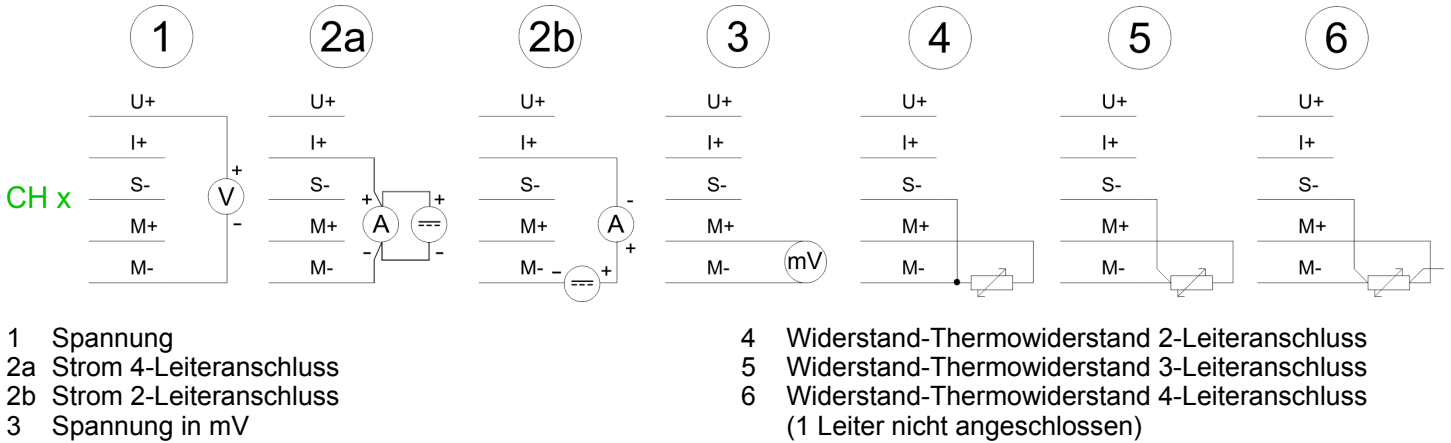 1 2a 2b 3 4 5 6
U+ U+ U+ U+ U+ U+ U+
I+ I+ I+ I+ I+ I+ I+
CH x S- + S- S- S- S- S- S-
V + A + - A
- M+ M+ M+ M+ M+ M+ M+
M- - - M- - + + M- mV M- M- M-
1 Spannung
2a Strom 4-Leiteranschluss
2b Strom 2-Leiteranschluss
3 Spannung in mV
4 Widerstand-Thermowiderstand 2-Leiteranschluss
5 Widerstand-Thermowiderstand 3-Leiteranschluss
6 Widerstand-Thermowiderstand 4-Leiteranschluss
(1 Leiter nicht angeschlossen)